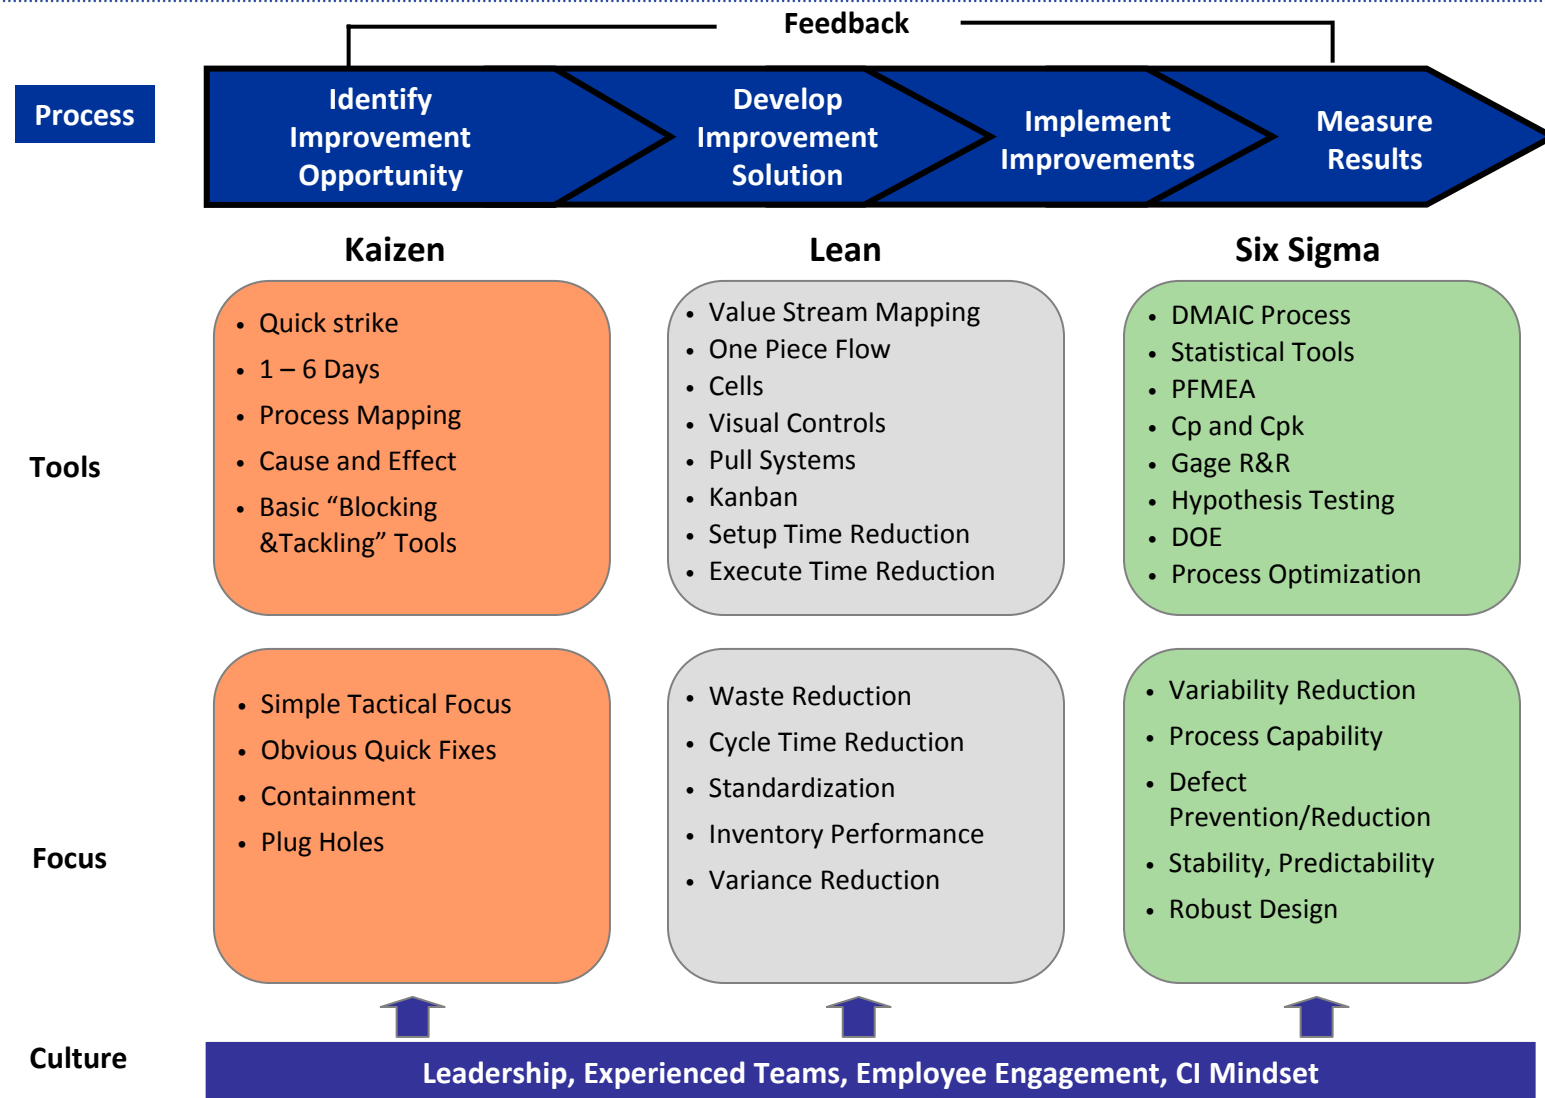 Feedback
Process
Identify
Improvement
Opportunity
Develop
Improvement
Solution
Implement
Improvements
Measure
Results
Kaizen
Lean
Six Sigma
Tools
• Quick strike
• 1 – 6 Days
• Process Mapping
• Cause and Effect
• Basic “Blocking
&Tackling” Tools
• Value Stream Mapping
• One Piece Flow
• Cells
• Visual Controls
• Pull Systems
• Kanban
• Setup Time Reduction
• Execute Time Reduction
• DMAIC Process
• Statistical Tools
• PFMEA
• Cp and Cpk
• Gage R&R
• Hypothesis Testing
• DOE
• Process Optimization
Focus
• Simple Tactical Focus
• Obvious Quick Fixes
• Containment
• Plug Holes
• Waste Reduction
• Cycle Time Reduction
• Standardization
• Inventory Performance
• Variance Reduction
• Variability Reduction
• Process Capability
• Defect
Prevention/Reduction
• Stability, Predictability
• Robust Design
Culture
Leadership, Experienced Teams, Employee Engagement, CI Mindset